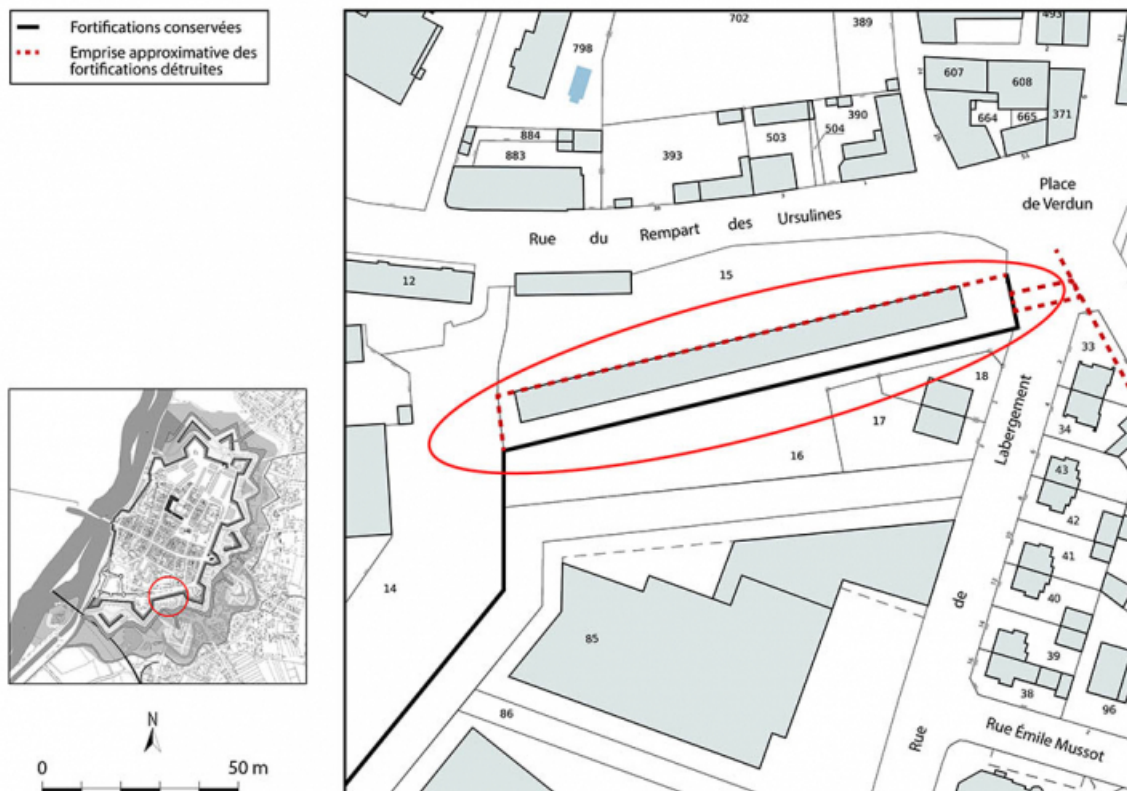 Fortifications conservées
Emprise approximative des
fortifications détruites
702
389
493
798
607
608
371
664
665
884
883
393
503
504
390
Place
de Verdun
Rue du Rempart des Ursulines
12
15
33
18
17
34
16
Labergement
43
42
41
14
40
de
85
39
38
96
86
Rue
Rue Émile Mussot
N
0 50 m